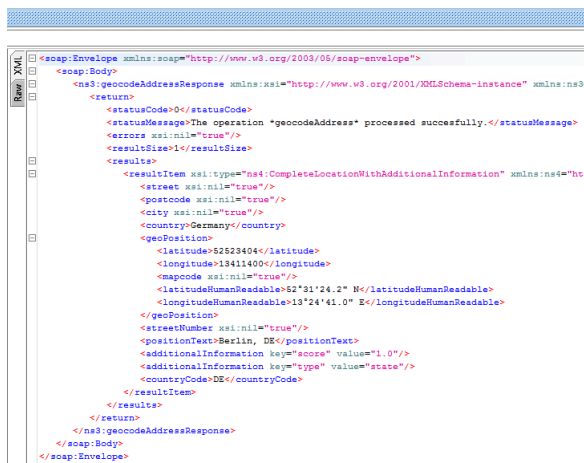 XML
Raw
<soap:Envelope xmlns:soap="http://www.w3.org/2003/05/soap-envelope">
<soap:Body>
<ns3:geocodeAddressResponse xmlns:xsi="http://www.w3.org/2001/XMLSchema-instance" xmlns:ns3
<return>
<statusCode>0</statusCode>
<statusMessage>The operation *geocodeAddress* processed succesfully.</statusMessage>
<errors xsi:nil="true"/>
<resultSize>1</resultSize>
<results>
<resultItem xsi:type="ns4:CompleteLocationWithAdditionalInformation" xmlns:ns4="ht
<street xsi:nil="true"/>
<postcode xsi:nil="true"/>
<city xsi:nil="true"/>
<country>Germany</country>
<geoPosition>
<latitude>52523404</latitude>
<longitude>13411400</longitude>
<mapcode xsi:nil="true"/>
<latitudeHumanReadable>52°31'24.2" N</latitudeHumanReadable>
<longitudeHumanReadable>13°24'41.0" E</longitudeHumanReadable>
</geoPosition>
<streetNumber xsi:nil="true"/>
<positionText>Berlin, DE</positionText>
<additionalInformation key="score" value="1.0"/>
<additionalInformation key="type" value="state"/>
<countryCode>DE</countryCode>
</resultItem>
</results>
</return>
</ns3:geocodeAddressResponse>
</soap:Body>
</soap:Envelope>